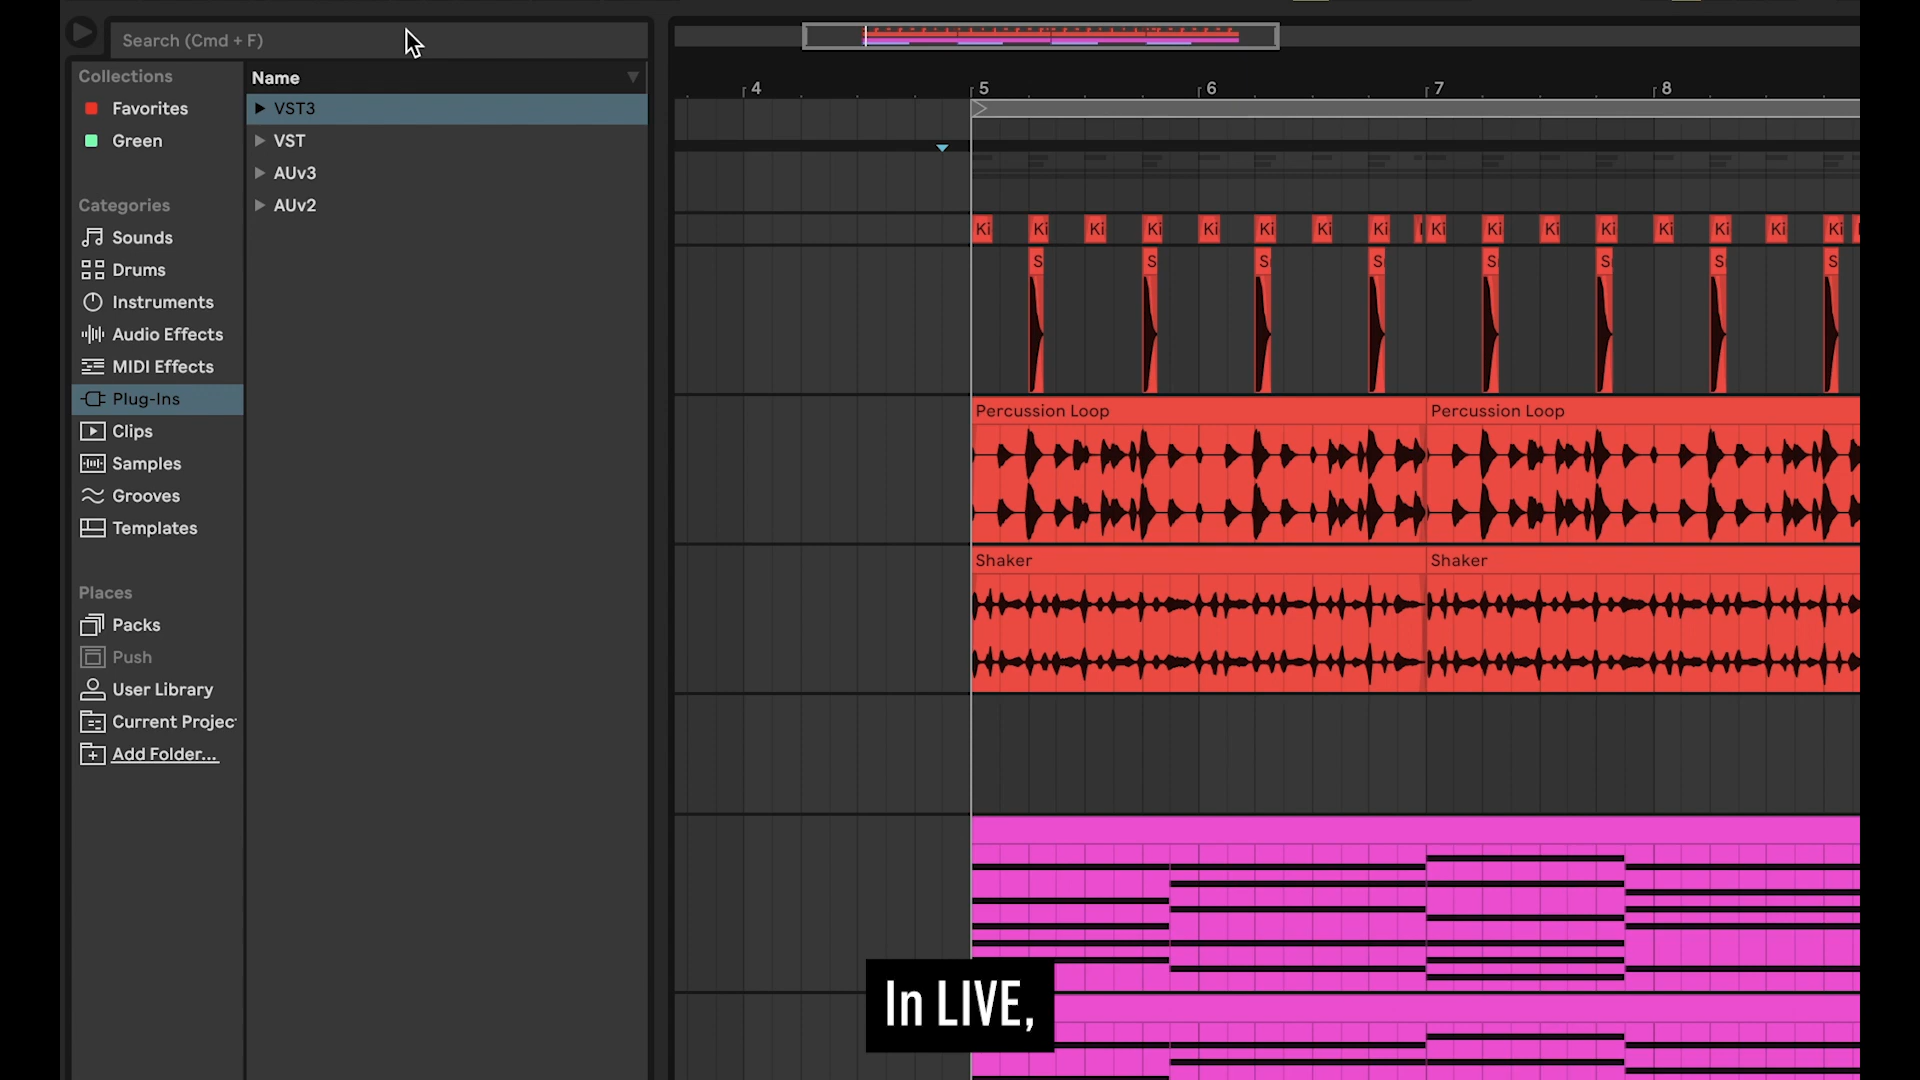 Search (Cmd + F)
Collections
Favorites
Green
Categories
Sounds
Drums
Instruments
Audio Effects
MIDI Effects
Plug-Ins
Clips
Samples
Grooves
Templates
Places
Packs
Push
User Library
Current Projec
Add Folder...
Name
VST3
VST
AUv3
AUv2
4 5 6 7 8
Ki Ki Ki Ki Ki Ki Ki Ki Ki Ki Ki Ki Ki Ki Ki Ki
S S S S S S S S
Percussion Loop Percussion Loop
Shaker Shaker
In LIVE,